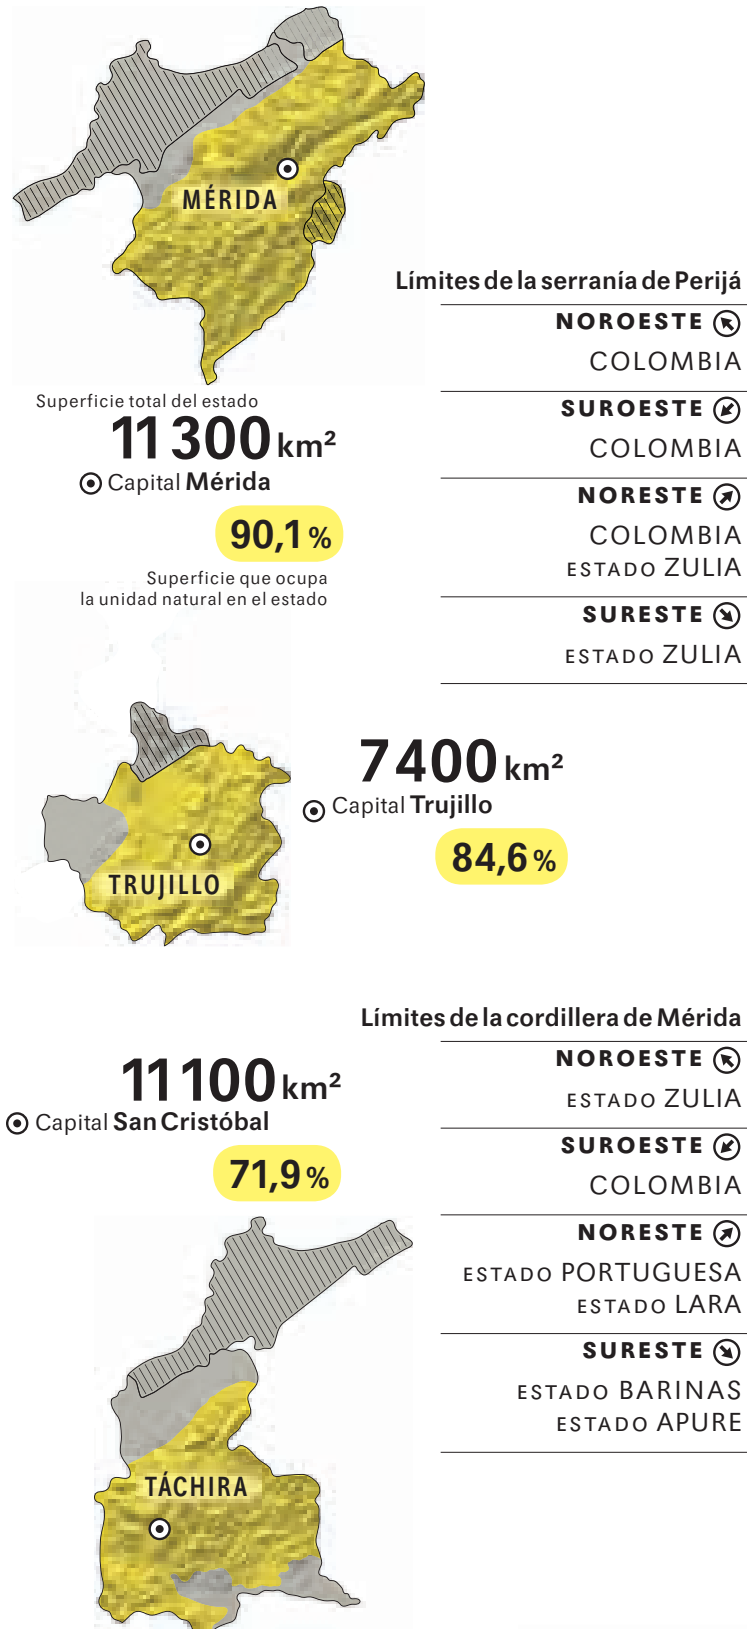 MÉRIDA
Superficie total del estado
11 300 km²
Capital Mérida
90,1 %
Superficie que ocupa
la unidad natural en el estado
Límites de la serranía de Perijá
NOROESTE
COLOMBIA
SUROESTE
COLOMBIA
NORESTE
COLOMBIA
ESTADO ZULIA
SURESTE
ESTADO ZULIA
7 400 km²
Capital Trujillo
84,6 %
TRUJILLO
11 100 km²
Capital San Cristóbal
71,9 %
TÁCHIRA
Límites de la cordillera de Mérida
NOROESTE
ESTADO ZULIA
SUROESTE
COLOMBIA
NORESTE
ESTADO PORTUGUESA
ESTADO LARA
SURESTE
ESTADO BARINAS
ESTADO APURE